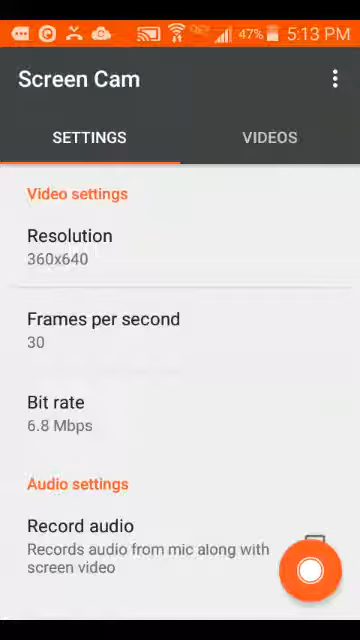 47% 5:13 PM
Screen Cam
SETTINGS VIDEOS
Video settings
Resolution
360x640
Frames per second
30
Bit rate
6.8 Mbps
Audio settings
Record audio
Records audio from mic along with
screen video